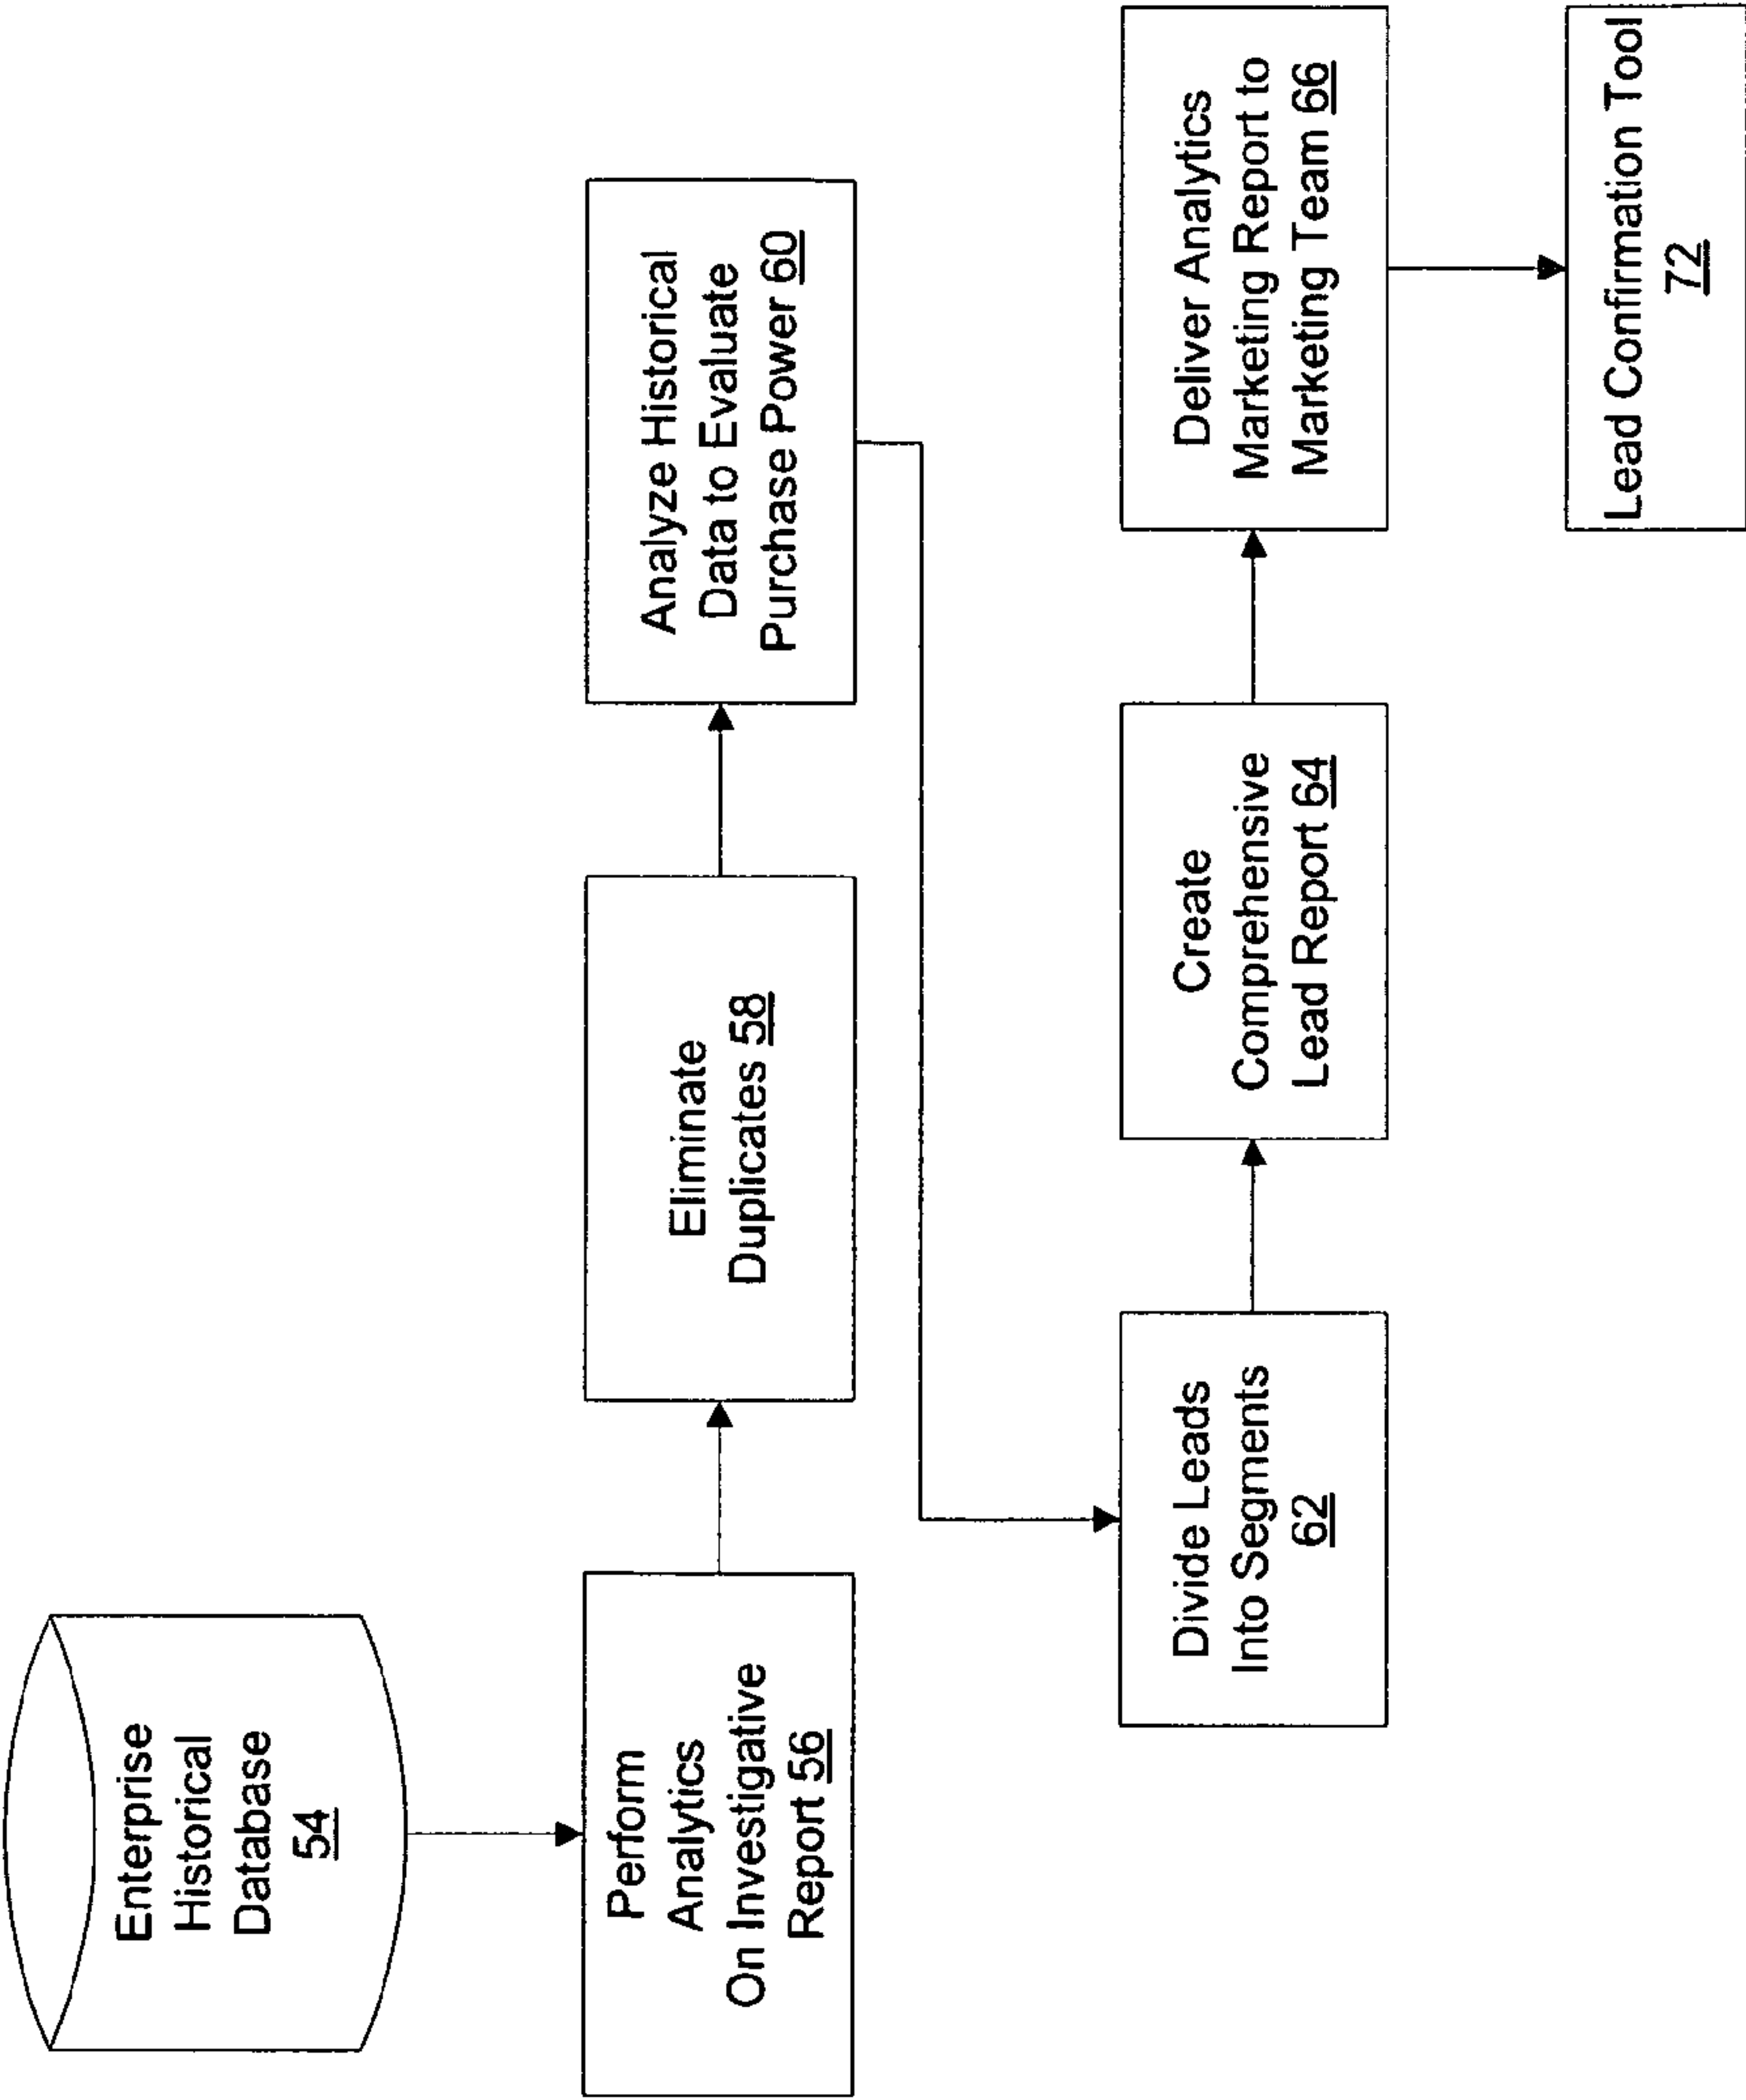 Enterprise
Historical
Database
54
Perform
Analytics
On Investigative
Report 56
Eliminate
Duplicates 58
Analyze Historical
Data to Evaluate
Purchase Power 60
Divide Leads
Into Segments
62
Create
Comprehensive
Lead Report 64
Deliver Analytics
Marketing Report to
Marketing Team 66
Lead Confirmation Tool
72